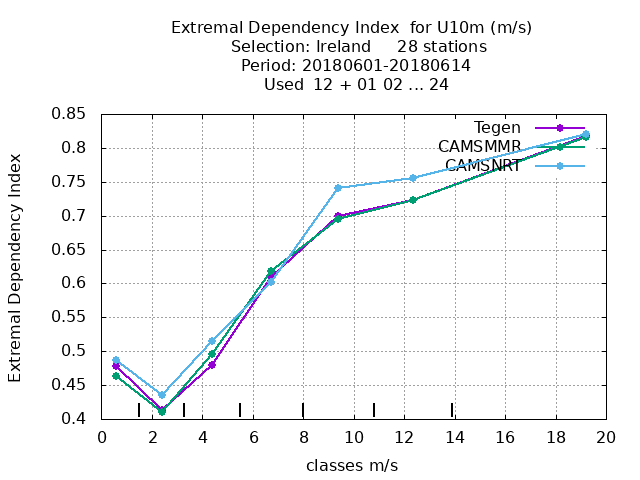 Extremal Dependency Index  for U10m (m/s)
Selection: Ireland     28 stations
Period: 20180601-20180614
Used  12 + 01 02 ... 24
Extremal Dependency Index
0.85
0.8
0.75
0.7
0.65
0.6
0.55
0.5
0.45
0.4
Tegen
CAMSMMR
CAMSNRT
0 2 4 6 8 10 12 14 16 18 20
classes m/s